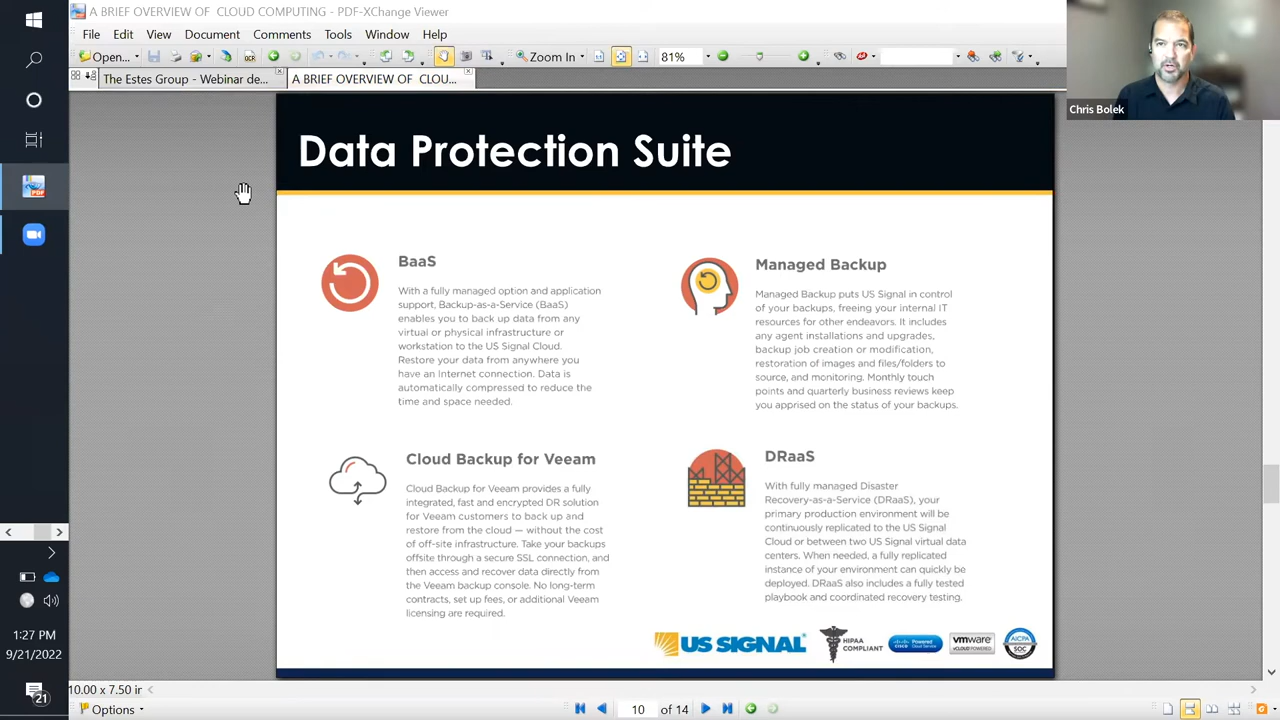 A BRIEF OVERVIEW OF  CLOUD COMPUTING - PDF-XChange Viewer
File Edit View Document Comments Tools Window Help
Open... OCR Zoom In 81%
The Estes Group - Webinar de...
A BRIEF OVERVIEW OF  CLOU...
Chris Bolek
Data Protection Suite
BaaS
With a fully managed option and application
support, Backup-as-a-Service (BaaS)
enables you to back up data from any
virtual or physical infrastructure or
workstation to the US Signal Cloud.
Restore your data from anywhere you
have an Internet connection. Data is
automatically compressed to reduce the
time and space needed.
Managed Backup
Managed Backup puts US Signal in control
of your backups, freeing your internal IT
resources for other endeavors. It includes
any agent installations and upgrades,
backup job creation or modification,
restoration of images and files/folders to
source, and monitoring. Monthly touch
points and quarterly business reviews keep
you apprised on the status of your backups.
Cloud Backup for Veeam
Cloud Backup for Veeam provides a fully
integrated, fast and encrypted DR solution
for Veeam customers to back up and
restore from the cloud — without the cost
of off-site infrastructure. Take your backups
offsite through a secure SSL connection, and
then access and recover data directly from
the Veeam backup console. No long-term
contracts, set up fees, or additional Veeam
licensing are required.
DRaaS
With fully managed Disaster
Recovery-as-a-Service (DRaaS), your
primary production environment will be
continuously replicated to the US Signal
Cloud or between two US Signal virtual data
centers. When needed, a fully replicated
instance of your environment can quickly be
deployed. DRaaS also includes a fully tested
playbook and coordinated recovery testing.
US SIGNAL
HIPAA
COMPLIANT
CISCO Powered
Cloud Service
vmware
vCLOUD POWERED
AICPA
SOC
PDF
1:27 PM
9/21/2022
21
10.00 x 7.50 in
Options
10 of 14